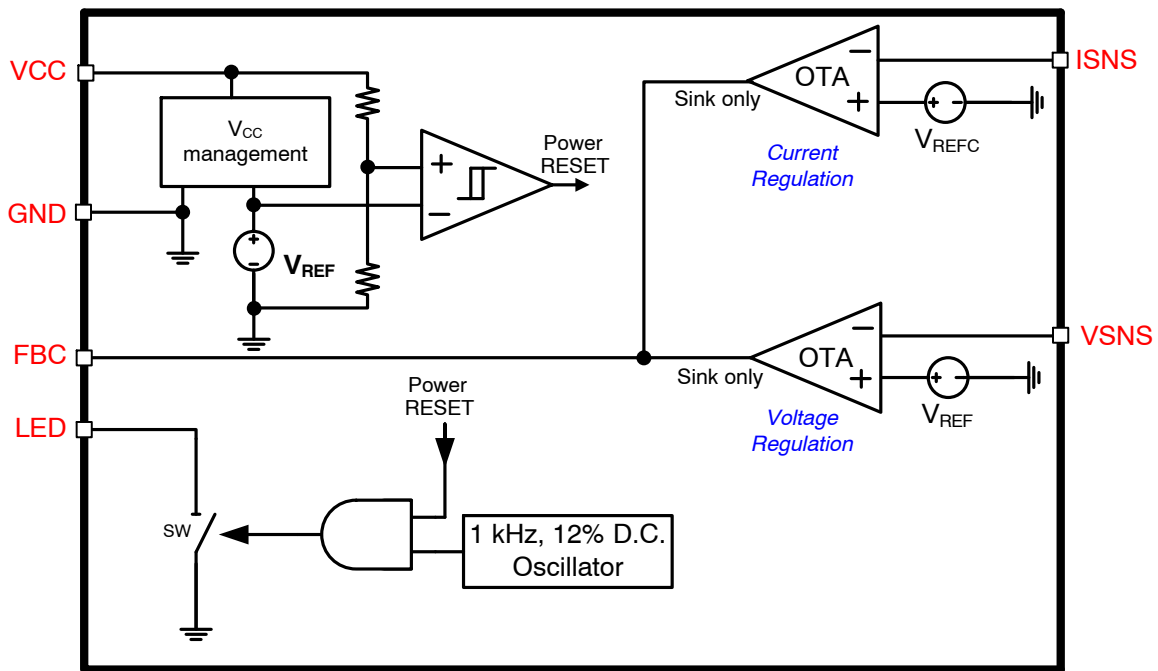 VCC
VCC
management
GND
+
-
VREF
+
−
Power
RESET
FBC
LED
SW
Power
RESET
1 kHz, 12% D.C.
Oscillator
OTA
−
+
Sink only
Current
Regulation
+
-
VREFC
ISNS
OTA
−
+
Sink only
Voltage
Regulation
+
-
VREF
VSNS